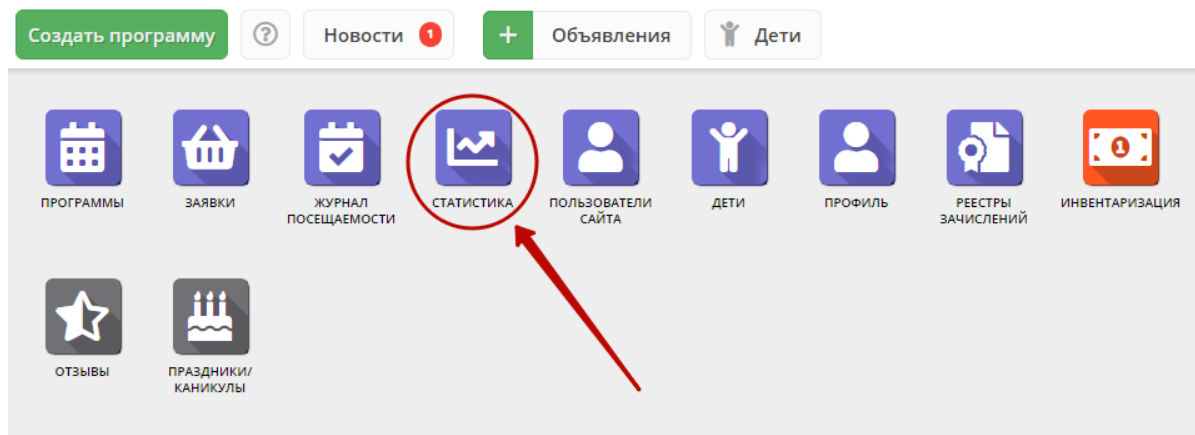 Создать программу
?
Новости 1
+ Объявления
Дети
ПРОГРАММЫ
ЗАЯВКИ
ЖУРНАЛ
ПОСЕЩАЕМОСТИ
СТАТИСТИКА
ПОЛЬЗОВАТЕЛИ
САЙТА
ДЕТИ
ПРОФИЛЬ
РЕЕСТРЫ
ЗАЧИСЛЕНИЙ
1
ИНВЕНТАРИЗАЦИЯ
ОТЗЫВЫ
ПРАЗДНИКИ/
КАНИКУЛЫ